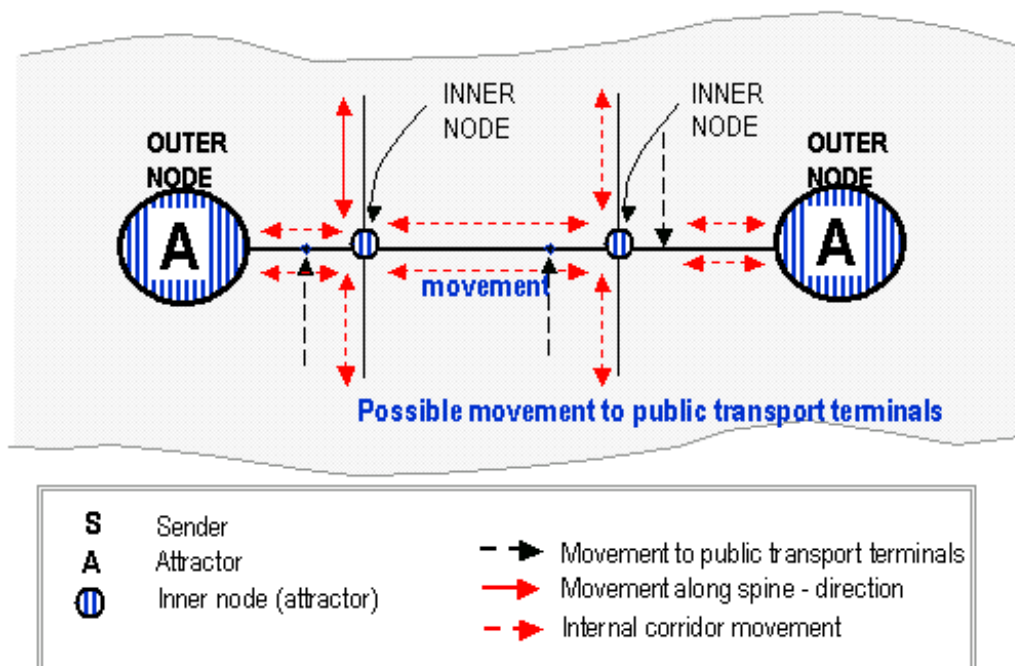 INNER
NODE
INNER
NODE
OUTER
NODE
OUTER
NODE
A
A
movement
Possible movement to public transport terminals
S Sender
A Attractor
Inner node (attractor)
Movement to public transport terminals
Movement along spine - direction
Internal corridor movement